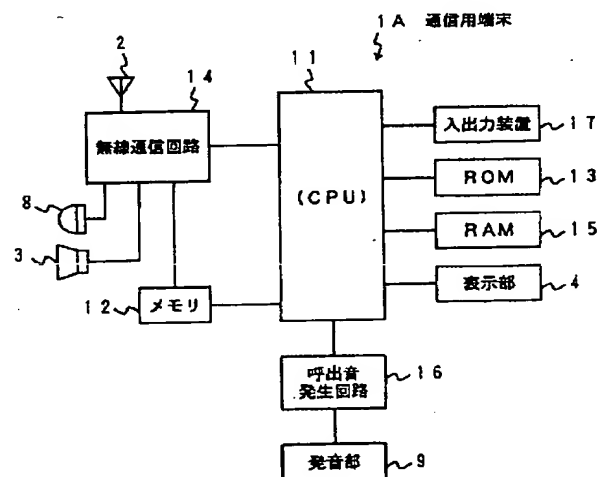 1A 通信用端末
2
14
11
無線通信回路
入出力装置 17
8
(CPU)
ROM 13
3
RAM 15
12 メモリ
表示部 4
呼出音
発生回路 16
発音部 9